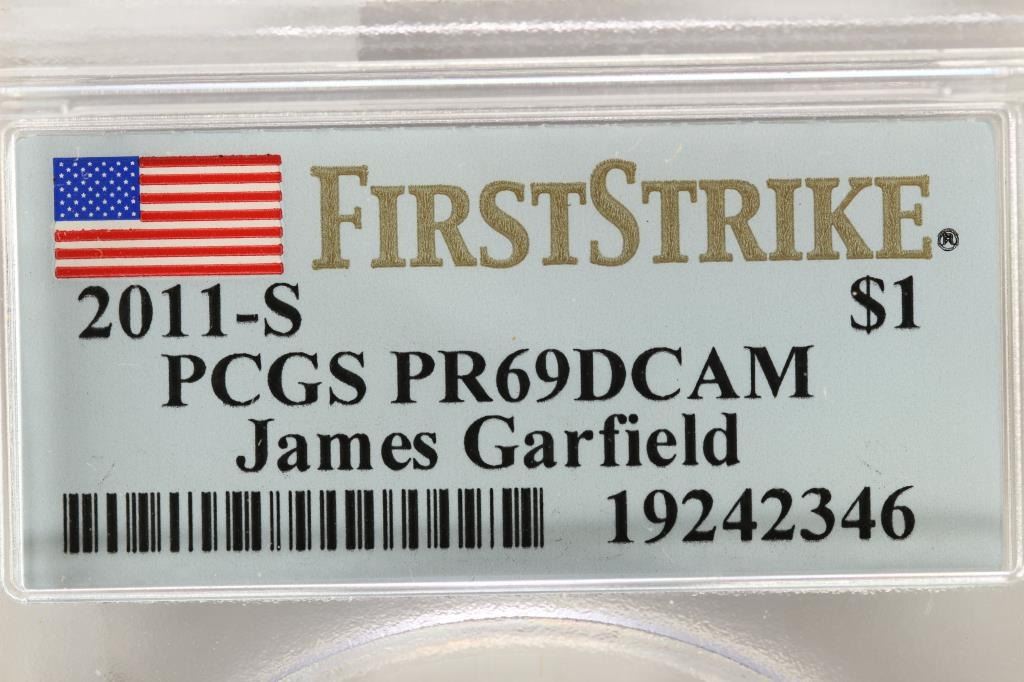 FIRSTSTRIKE®
2011-S $1
PCGS PR69DCAM
James Garfield
19242346